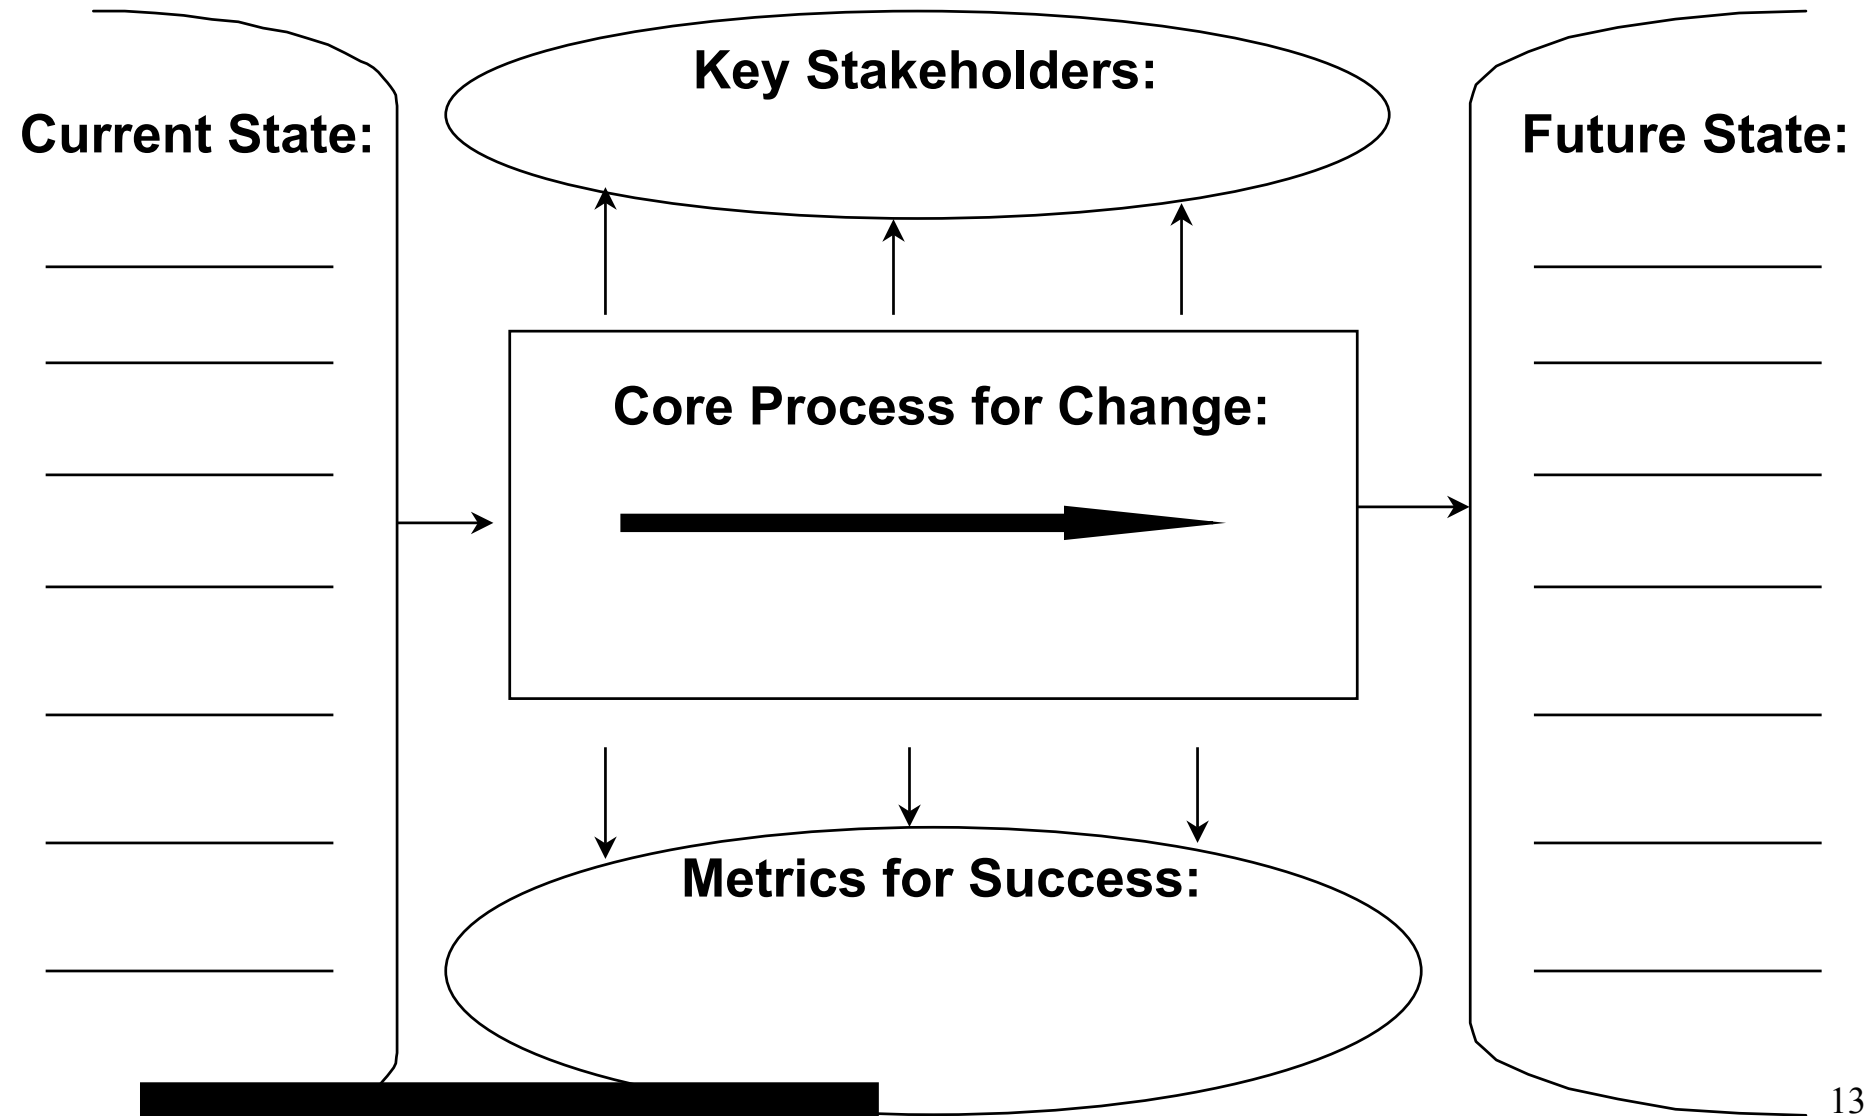 Key Stakeholders:
Current State:
Future State:
Core Process for Change:
Metrics for Success:
13